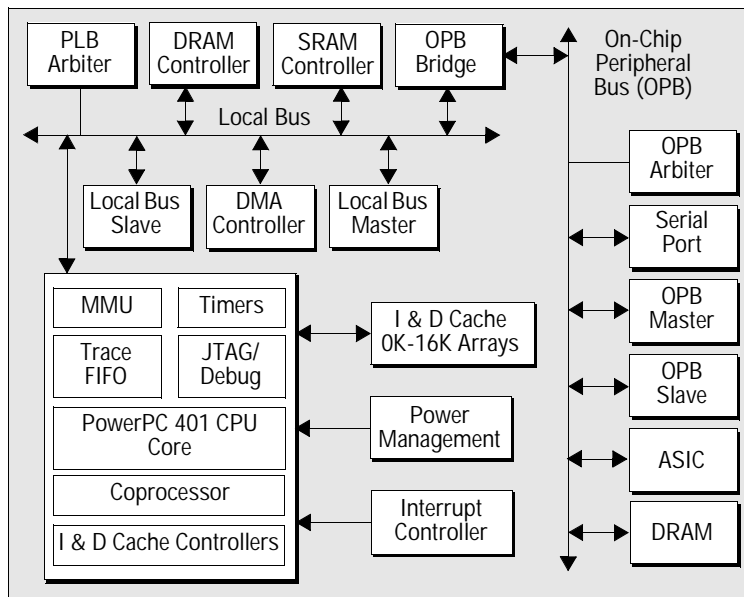 PLB
Arbiter
DRAM
Controller
SRAM
Controller
OPB
Bridge
On-Chip
Peripheral
Bus (OPB)
Local Bus
Local Bus
Slave
DMA
Controller
Local Bus
Master
OPB
Arbiter
Serial
Port
OPB
Master
OPB
Slave
ASIC
DRAM
MMU
Timers
Trace
FIFO
JTAG/
Debug
PowerPC 401 CPU
Core
Coprocessor
I & D Cache Controllers
I & D Cache
0K-16K Arrays
Power
Management
Interrupt
Controller